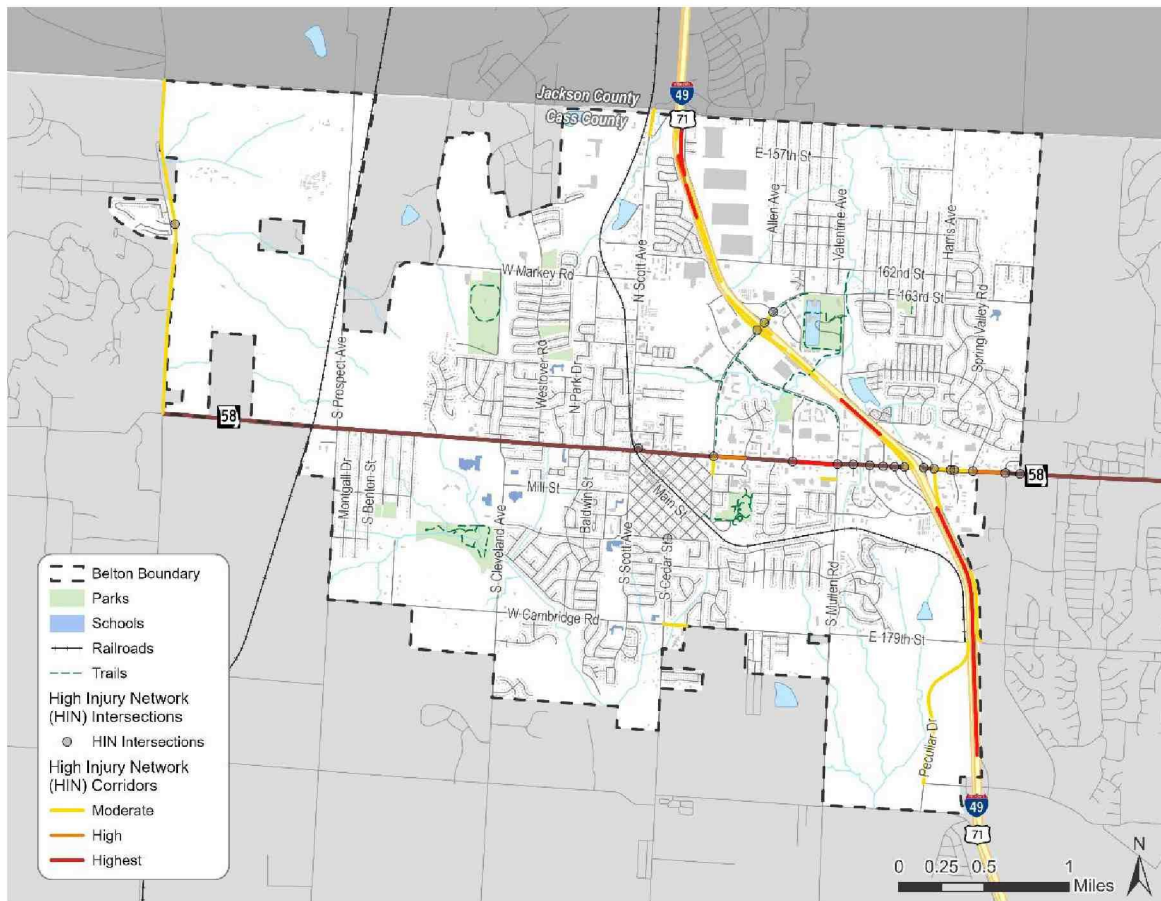 Jackson County
Cass County
49
71
E 157th St
Allen Ave
Valentine Ave
Harris Ave
N Scott Ave
W Markey Rd
162nd St
E 163rd St
Spring Valley Rd
S Prospect Ave
Westover Rd
N Park Dr
58
58
Montgall Dr
S Benton St
Mill St
Baldwin St
Main St
S Cleveland Ave
S Scott Ave
S Cedar St
S Mullen Rd
W Cambridge Rd
E 179th St
Peculiar Dr
49
71
Belton Boundary
Parks
Schools
Railroads
Trails
High Injury Network
(HIN) Intersections
HIN Intersections
High Injury Network
(HIN) Corridors
Moderate
High
Highest
N
0 0.25 0.5 1
Miles